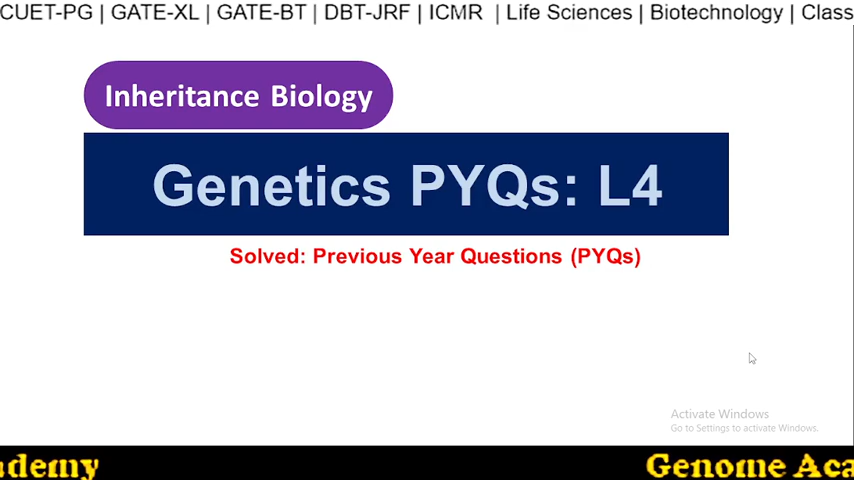 CUET-PG | GATE-XL | GATE-BT | DBT-JRF | ICMR | Life Sciences | Biotechnology | Class
Inheritance Biology
Genetics PYQs: L4
Solved: Previous Year Questions (PYQs)
Activate Windows
Go to Settings to activate Windows.
ademy Genome Aca